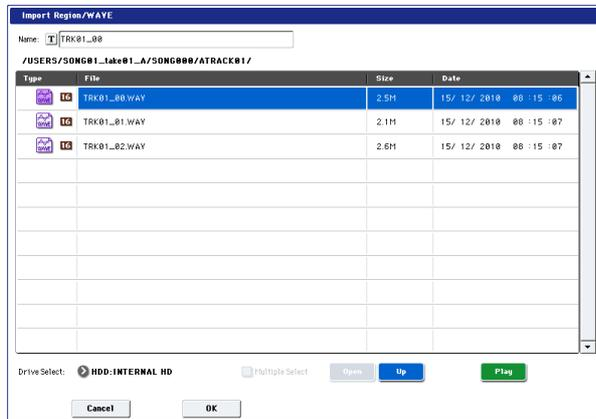 Import Region/WAVE
Name: T TRK01_00
/USERS/SONG01_take01_A/SONG000/ATRACK01/
Type File Size Date
WAVE 16 TRK01_00.WAV 2.5M 15/ 12/ 2010 08 :15 :06
WAVE 16 TRK01_01.WAV 2.1M 15/ 12/ 2010 08 :15 :07
WAVE 16 TRK01_02.WAV 2.6M 15/ 12/ 2010 08 :15 :07
Drive Select: HDD:INTERNAL HD Multiple Select Open Up Play
Cancel OK